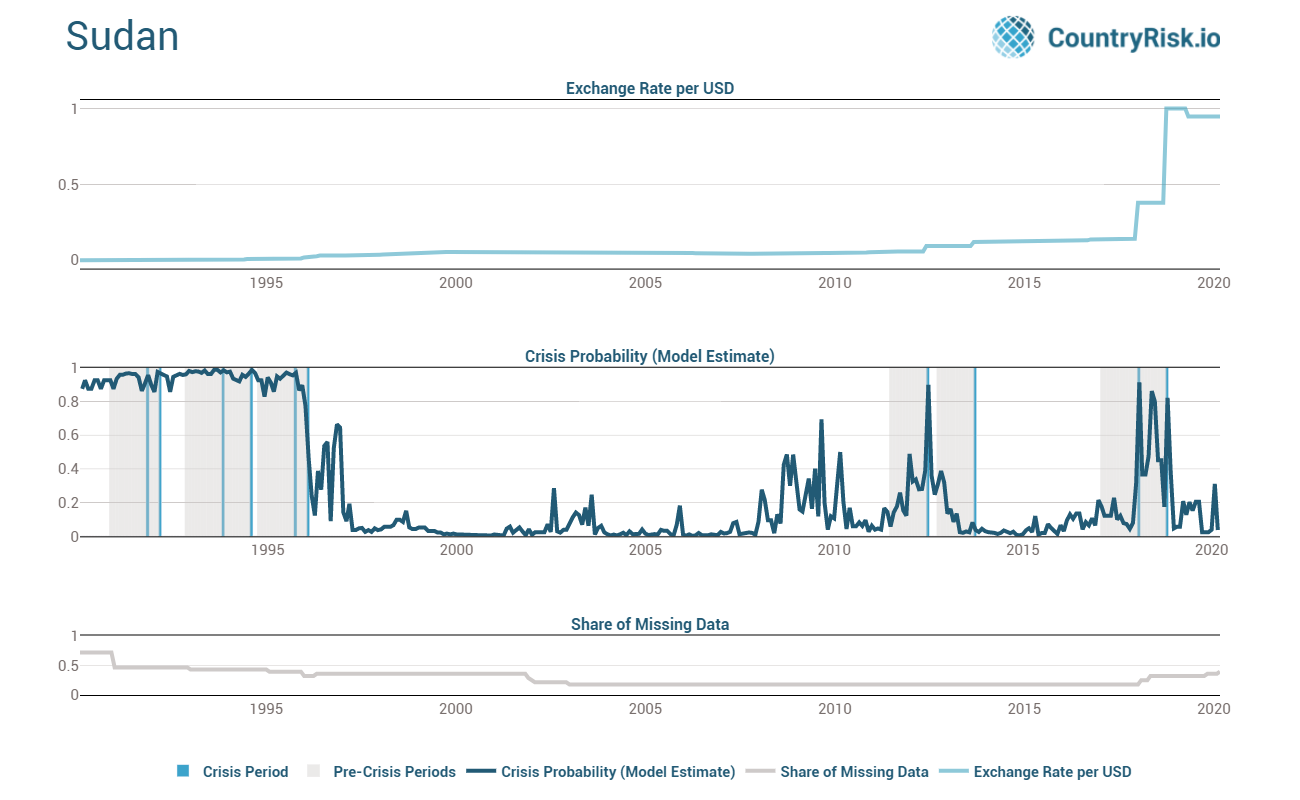 Sudan
CountryRisk.io
Exchange Rate per USD
1
0.5
0
1995 2000 2005 2010 2015 2020
Crisis Probability (Model Estimate)
1
0.8
0.6
0.4
0.2
0
1995 2000 2005 2010 2015 2020
Share of Missing Data
1
0.5
0
1995 2000 2005 2010 2015 2020
Crisis Period Pre-Crisis Periods Crisis Probability (Model Estimate) Share of Missing Data Exchange Rate per USD